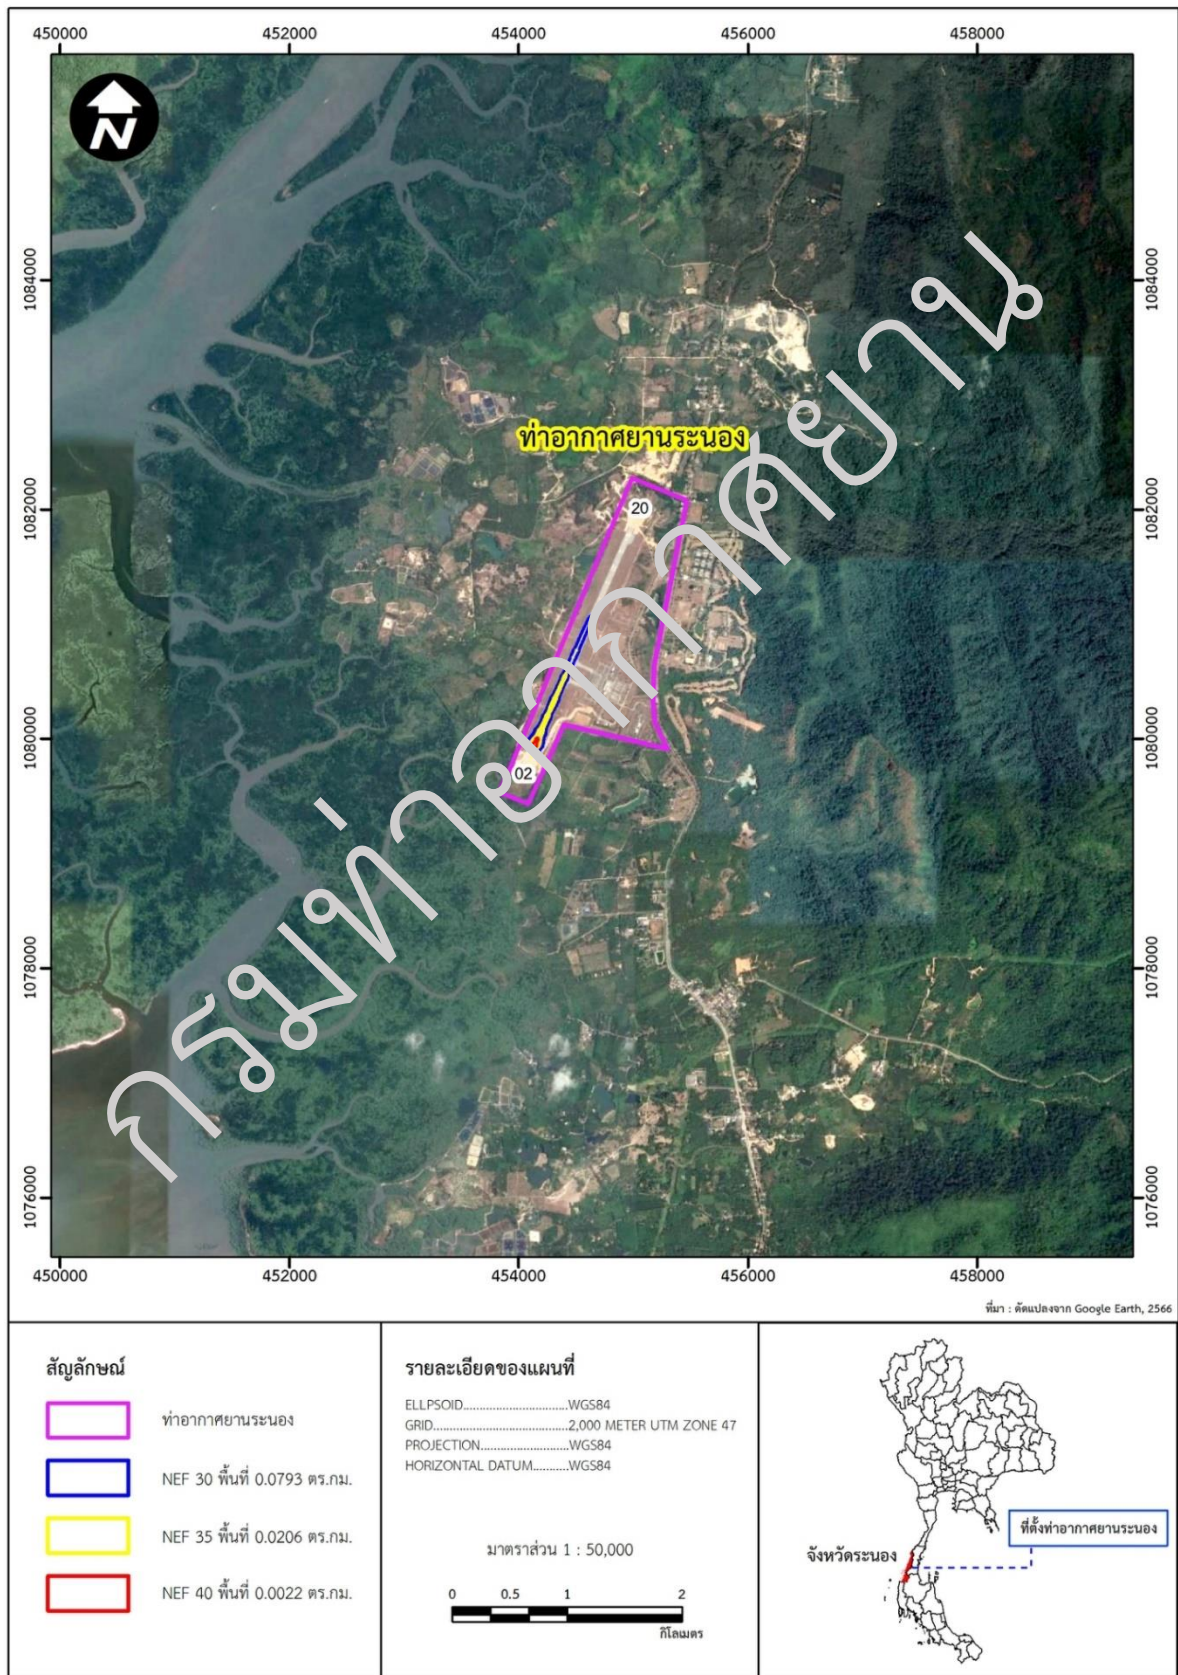 450000 452000 454000 456000 458000
N
1084000 1084000
ท่าอากาศยานระนอง
1082000 20 1082000
1080000 1080000
02
กรมท่าอากาศยาน
1078000 1078000
1076000 1076000
450000 452000 454000 456000 458000
ที่มา : ดัดแปลงจาก Google Earth, 2566
สัญลักษณ์
ท่าอากาศยานระนอง
NEF 30 พื้นที่ 0.0793 ตร.กม.
NEF 35 พื้นที่ 0.0206 ตร.กม.
NEF 40 พื้นที่ 0.0022 ตร.กม.
รายละเอียดของแผนที่
ELLPSOID..........................WGS84
GRID..................................2,000 METER UTM ZONE 47
PROJECTION......................WGS84
HORIZONTAL DATUM.........WGS84
มาตราส่วน 1 : 50,000
0 0.5 1 2
กิโลเมตร
ที่ตั้งท่าอากาศยานระนอง
จังหวัดระนอง